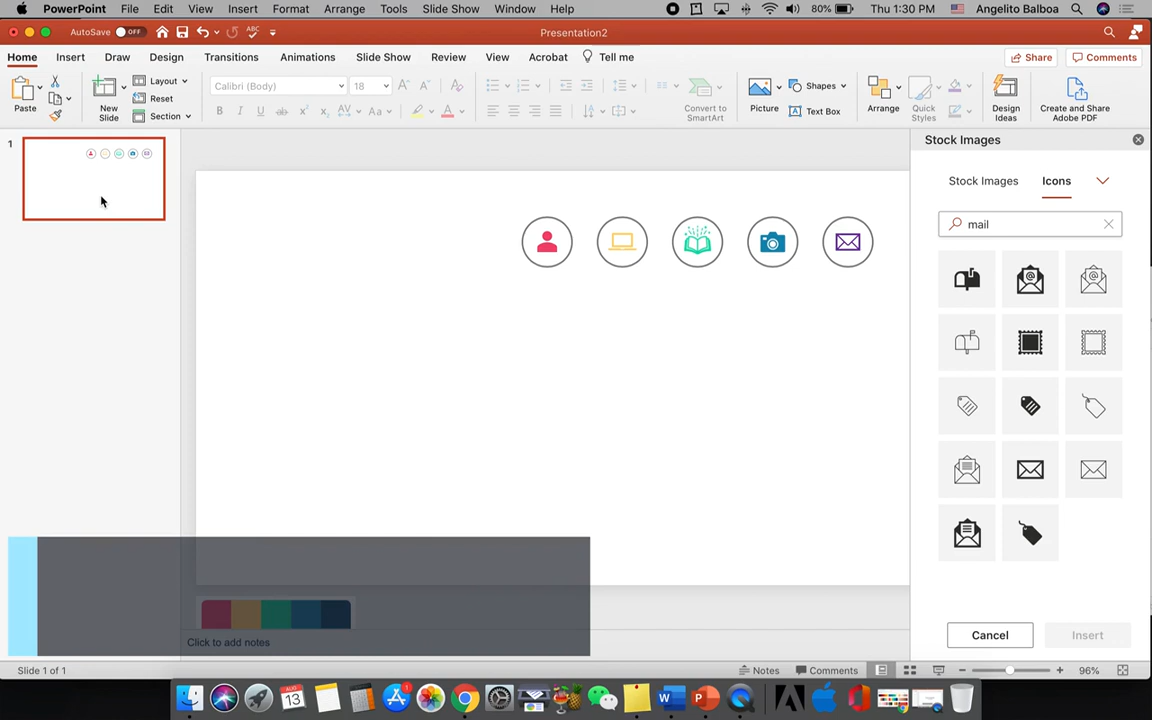 PowerPoint File Edit View Insert Format Arrange Tools Slide Show Window Help 80% Thu 1:30 PM Angelito Balboa
AutoSave OFF ABC Presentation2
Home Insert Draw Design Transitions Animations Slide Show Review View Acrobat Tell me Share Comments
Paste New Slide Layout Reset Section Calibri (Body) 18 Convert to SmartArt Picture Shapes Text Box Arrange Quick Styles Design Ideas Create and Share Adobe PDF
1
Stock Images
Stock Images Icons
mail
Cancel Insert
Click to add notes
Slide 1 of 1 Notes Comments 96%
AUG 13